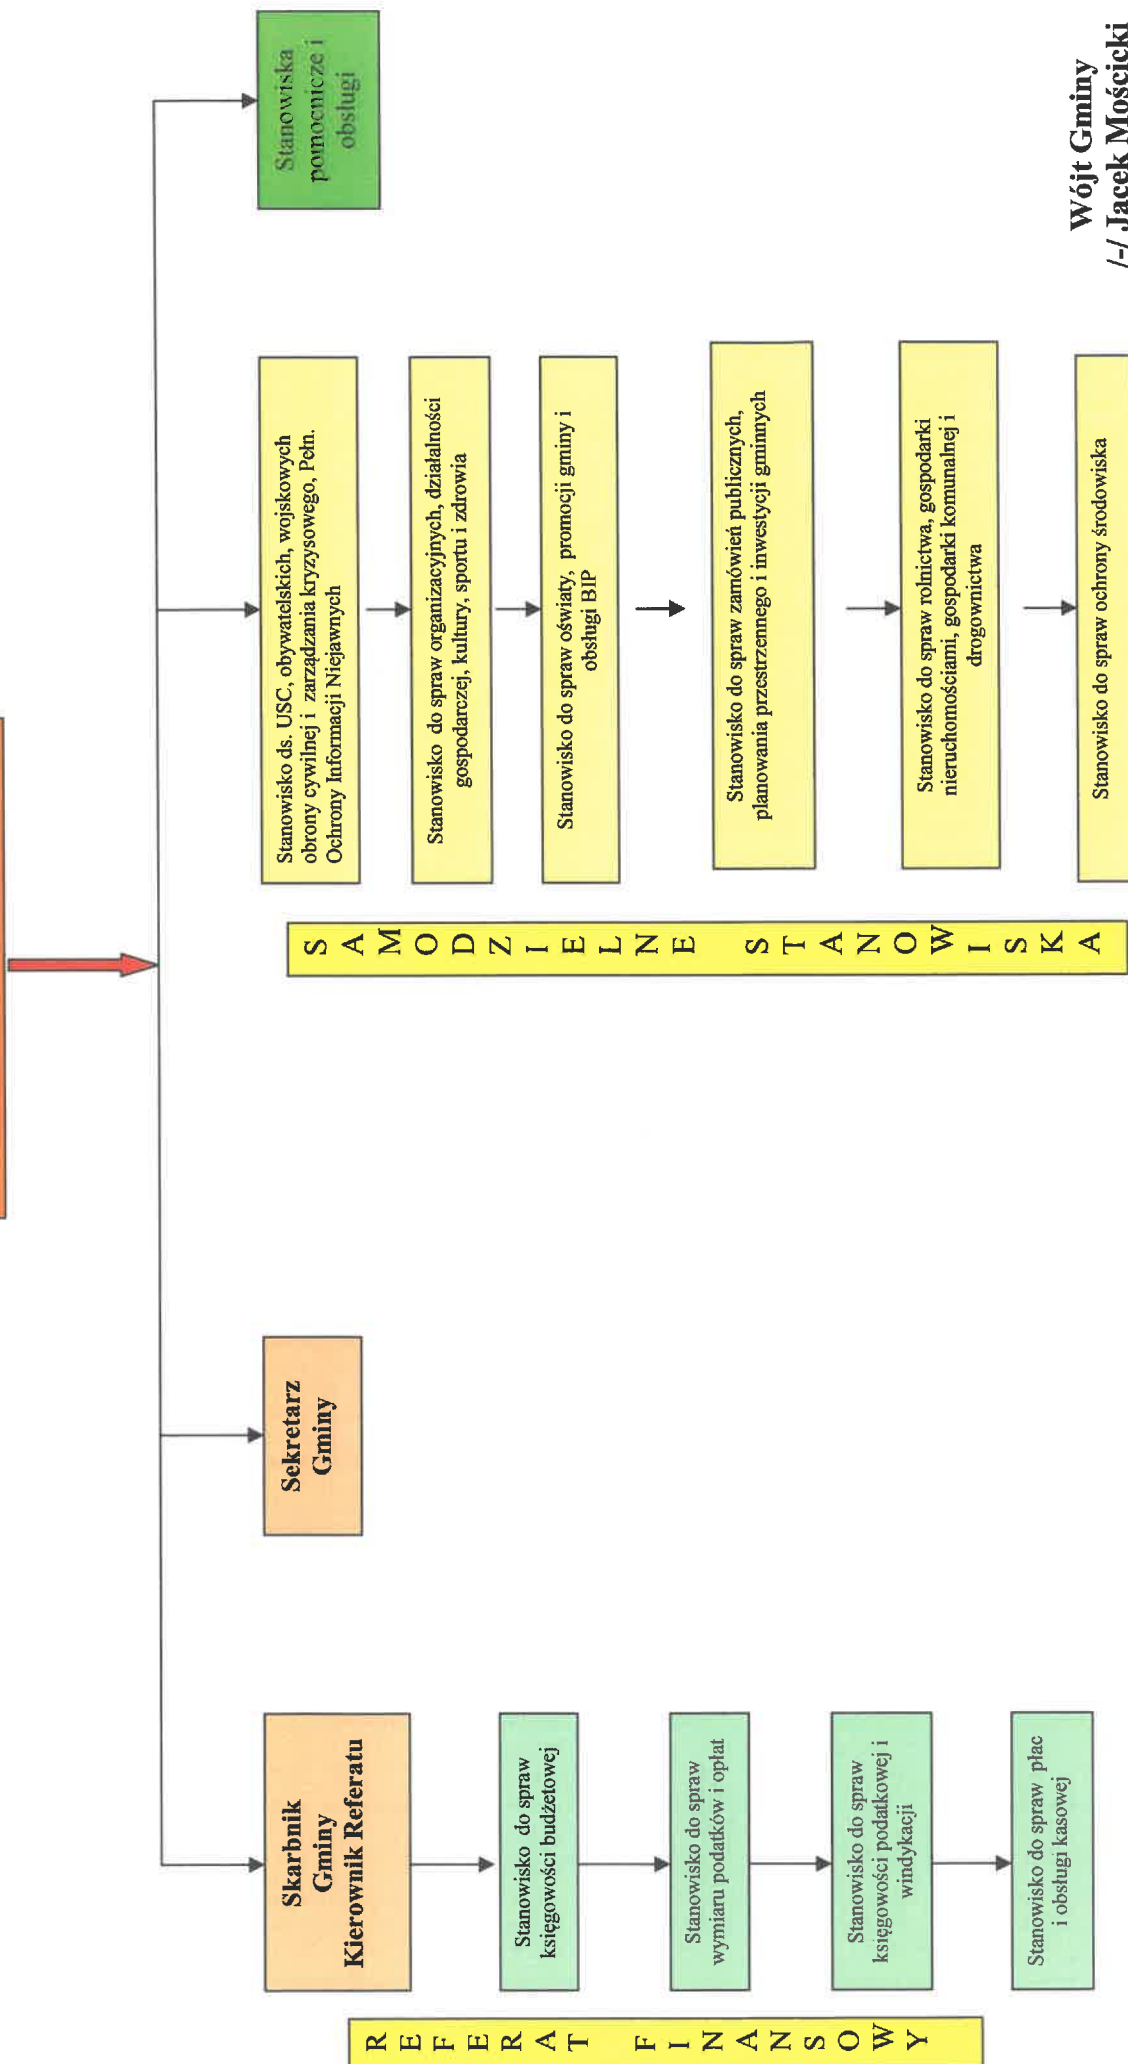 Skarbnik
Gminy
Kierownik Referatu
Sekretarz
Gminy
Stanowiska
pomocnicze i
obsługi
REFERAT FINANSOWY
Stanowisko do spraw
księgowości budżetowej
Stanowisko do spraw
wymiaru podatków i opłat
Stanowisko do spraw
księgowości podatkowej i
windykacji
Stanowisko do spraw płac
i obsługi kasowej
SAMODZIELNE STANOWISKA
Stanowisko ds. USC, obywatelskich, wojskowych
obrony cywilnej i zarządzania kryzysowego, Pełn.
Ochrony Informacji Niejawnych
Stanowisko do spraw organizacyjnych, działalności
gospodarczej, kultury, sportu i zdrowia
Stanowisko do spraw oświaty, promocji gminy i
obsługi BIP
Stanowisko do spraw zamówień publicznych,
planowania przestrzennego i inwestycji gminnych
Stanowisko do spraw rolnictwa, gospodarki
nieruchomościami, gospodarki komunalnej i
drogownictwa
Stanowisko do spraw ochrony środowiska
Wójt Gminy
/-/ Jacek Mościcki